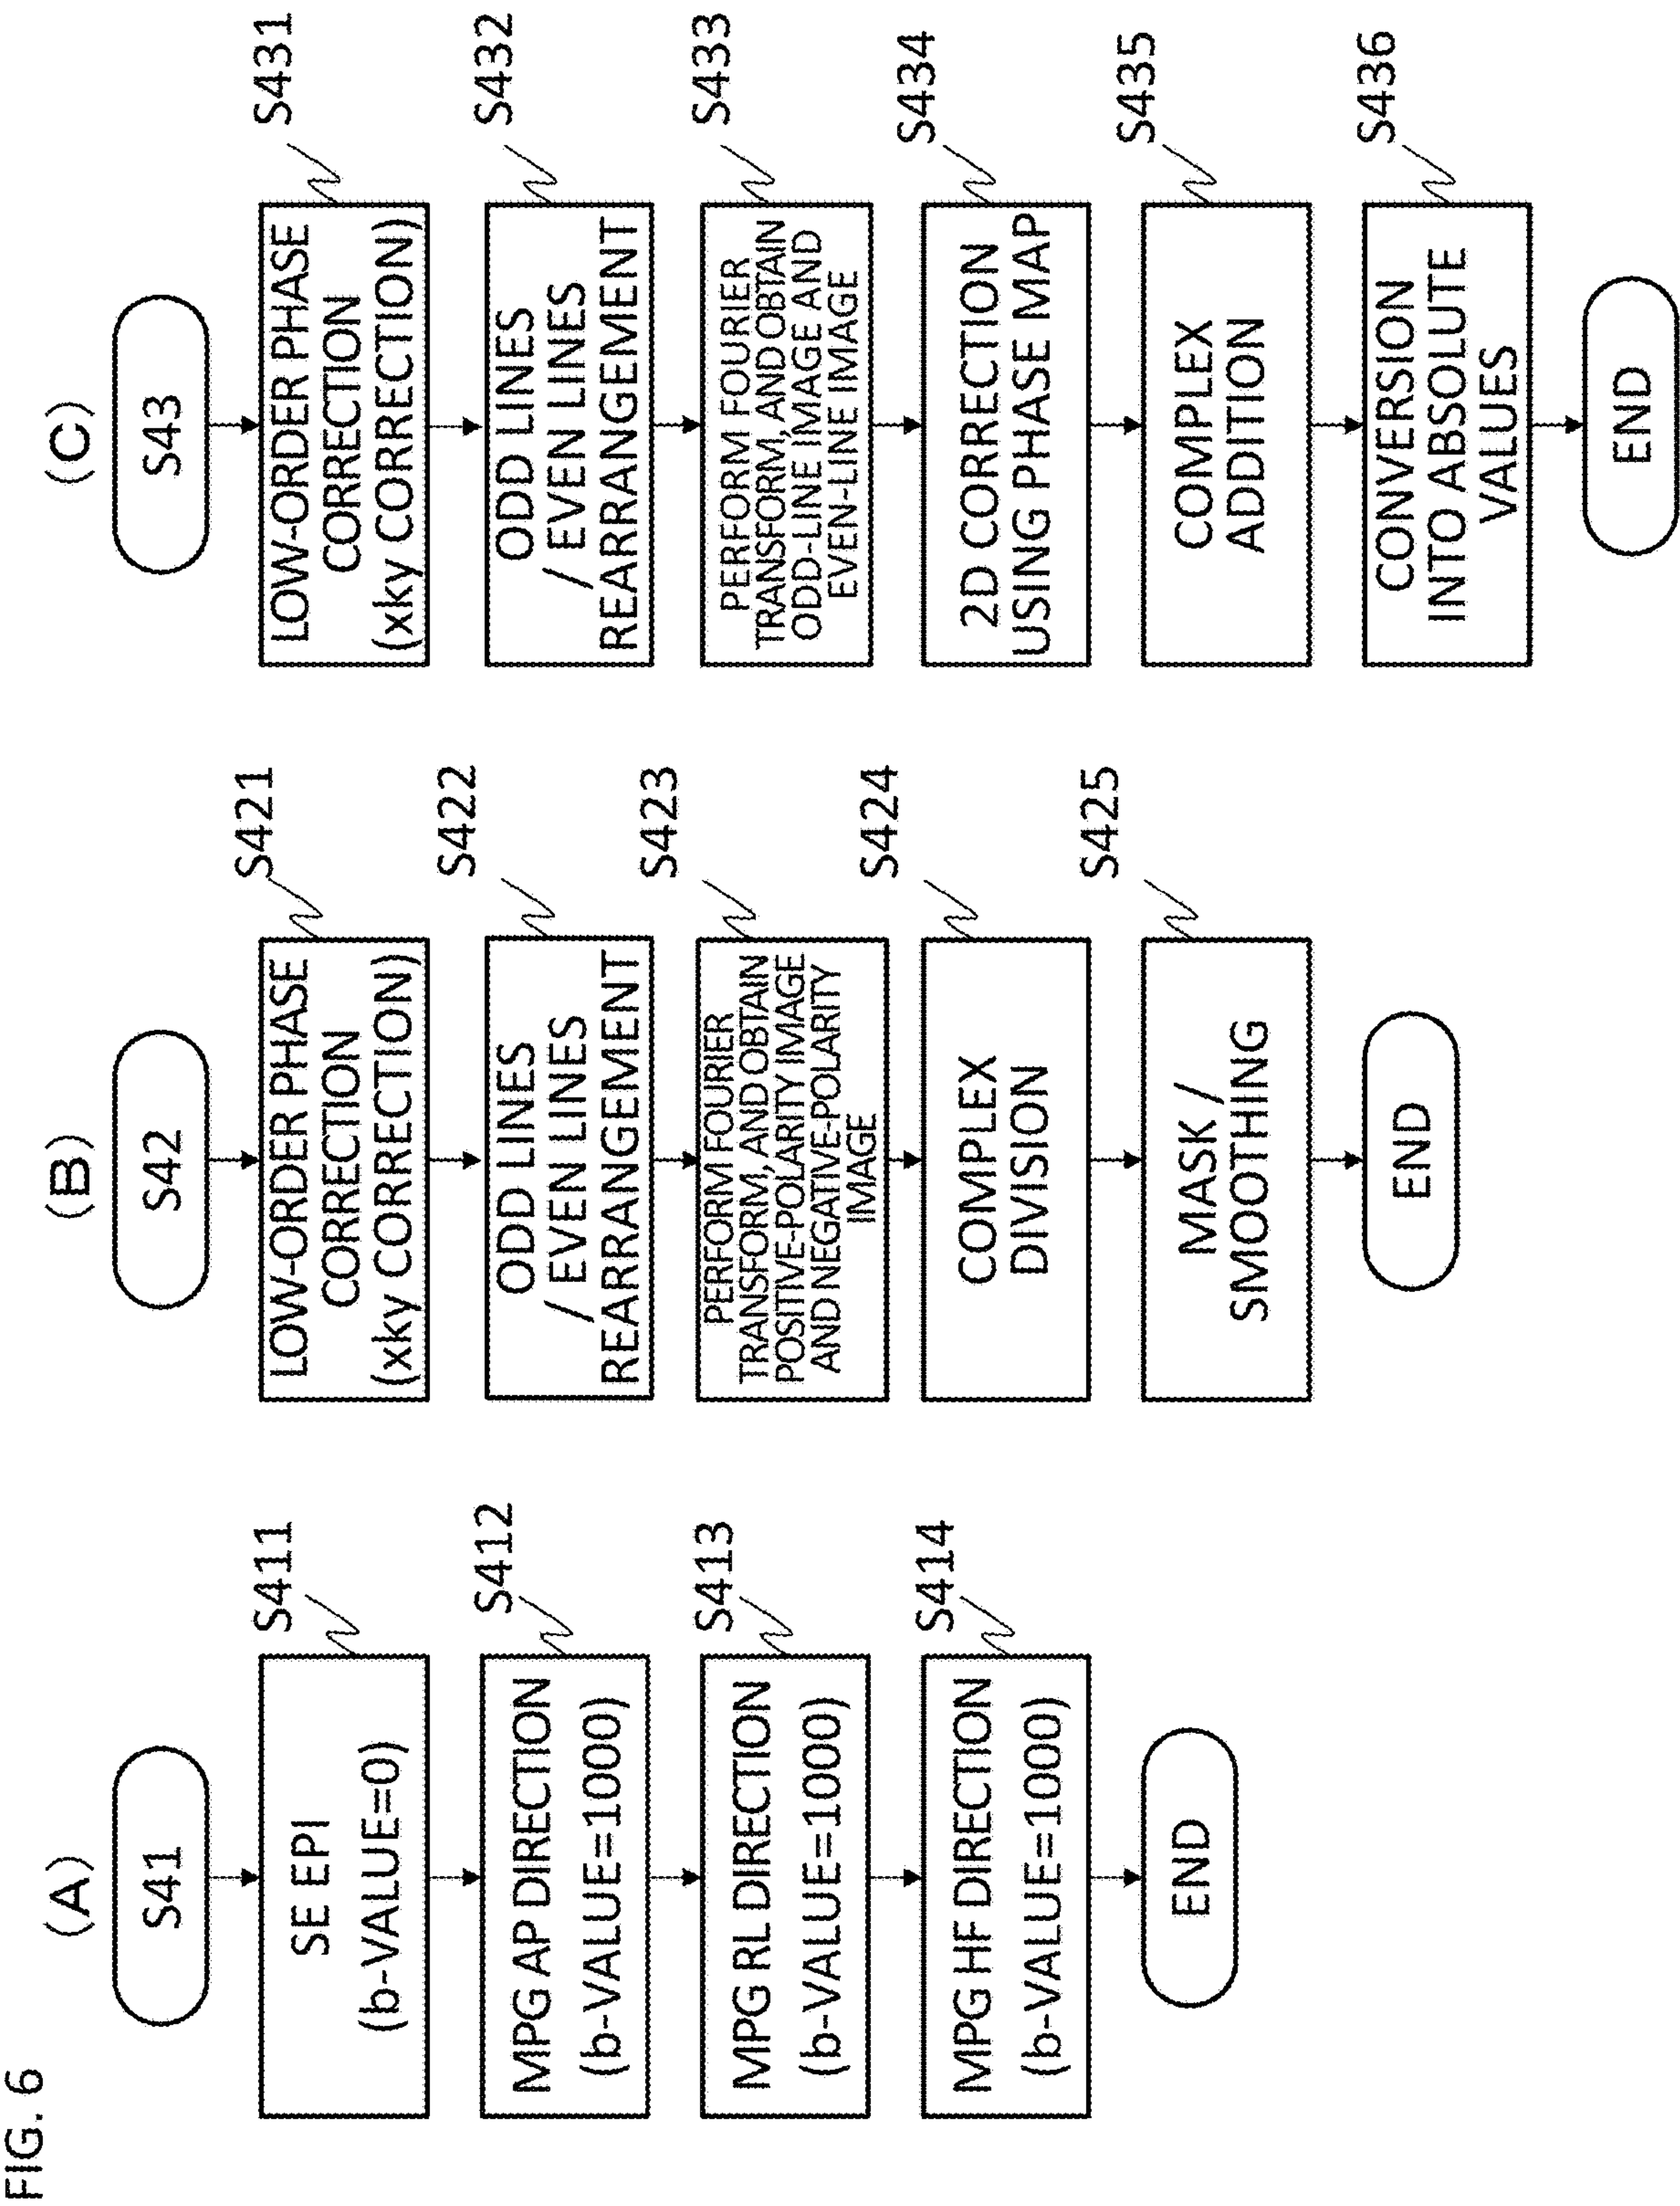 FIG. 6
(A)
S41
SE EPI
(b-VALUE=0)
S411
MPG AP DIRECTION
(b-VALUE=1000)
S412
MPG RL DIRECTION
(b-VALUE=1000)
S413
MPG HF DIRECTION
(b-VALUE=1000)
S414
END
(B)
S42
LOW-ORDER PHASE
CORRECTION
(xky CORRECTION)
S421
ODD LINES
/ EVEN LINES
REARRANGEMENT
S422
PERFORM FOURIER
TRANSFORM, AND OBTAIN
POSITIVE-POLARITY IMAGE
AND NEGATIVE-POLARITY
IMAGE
S423
COMPLEX
DIVISION
S424
MASK /
SMOOTHING
S425
END
(C)
S43
LOW-ORDER PHASE
CORRECTION
(xky CORRECTION)
S431
ODD LINES
/ EVEN LINES
REARRANGEMENT
S432
PERFORM FOURIER
TRANSFORM, AND OBTAIN
ODD-LINE IMAGE AND
EVEN-LINE IMAGE
S433
2D CORRECTION
USING PHASE MAP
S434
COMPLEX
ADDITION
S435
CONVERSION
INTO ABSOLUTE
VALUES
S436
END